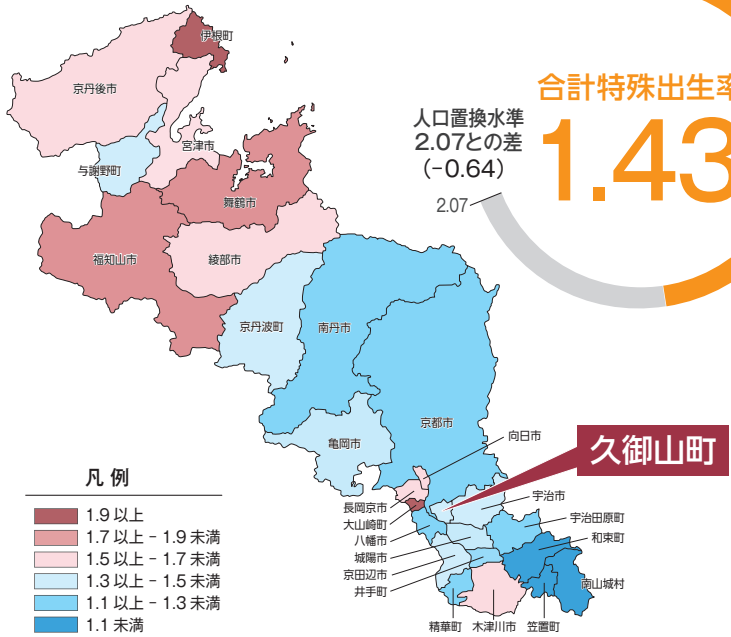 伊根町
京丹後市
宮津市
与謝野町
舞鶴市
福知山市
綾部市
京丹波町
南丹市
京都市
亀岡市
合計特殊出生率
1.43
人口置換水準
2.07との差
(-0.64)
2.07
向日市
久御山町
長岡京市
大山崎町
八幡市
城陽市
京田辺市
井手町
宇治市
宇治田原町
和束町
南山城村
精華町
木津川市
笠置町
凡例
1.9以上
1.7以上 - 1.9未満
1.5以上 - 1.7未満
1.3以上 - 1.5未満
1.1以上 - 1.3未満
1.1未満